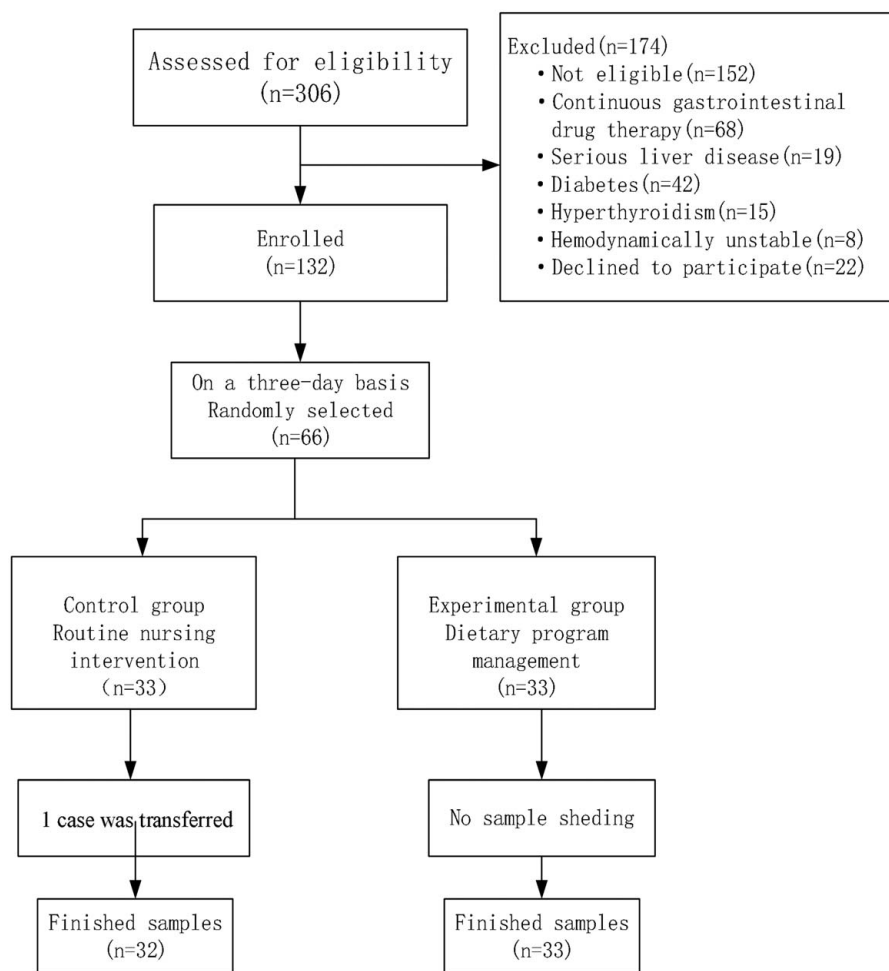 Assessed for eligibility
(n=306)
Excluded(n=174)
•Not eligible(n=152)
•Continuous gastrointestinal
drug therapy(n=68)
•Serious liver disease(n=19)
•Diabetes(n=42)
•Hyperthyroidism(n=15)
•Hemodynamically unstable(n=8)
•Declined to participate(n=22)
Enrolled
(n=132)
On a three-day basis
Randomly selected
(n=66)
Control group
Routine nursing
intervention
（n=33）
Experimental group
Dietary program
management
(n=33)
1 case was transferred
No sample sheding
Finished samples
(n=32)
Finished samples
(n=33)